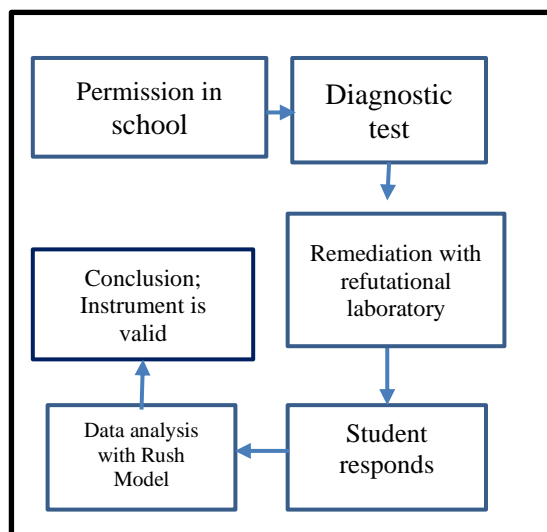 Permission in
school
Diagnostic
test
Remediation with
refutational
laboratory
Student
responds
Data analysis
with Rush
Model
Conclusion;
Instrument is
valid